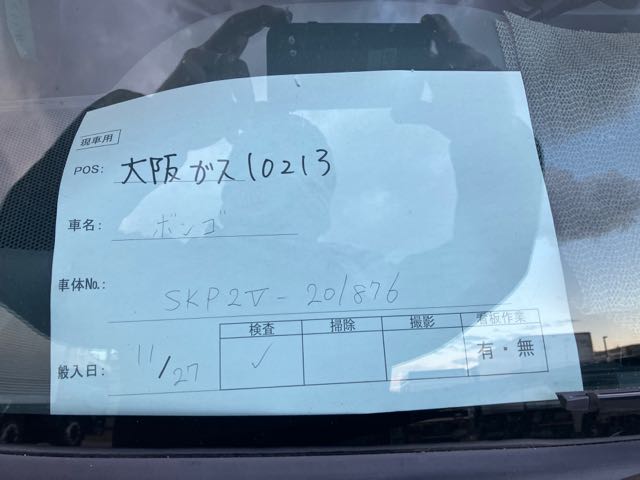 現車用
POS: 大阪ガス10213
車名: ボンゴ
車体No.: SKP2V-201876
検査 掃除 撮影 看板作業
般入日: 11/27 ✓ 有・無